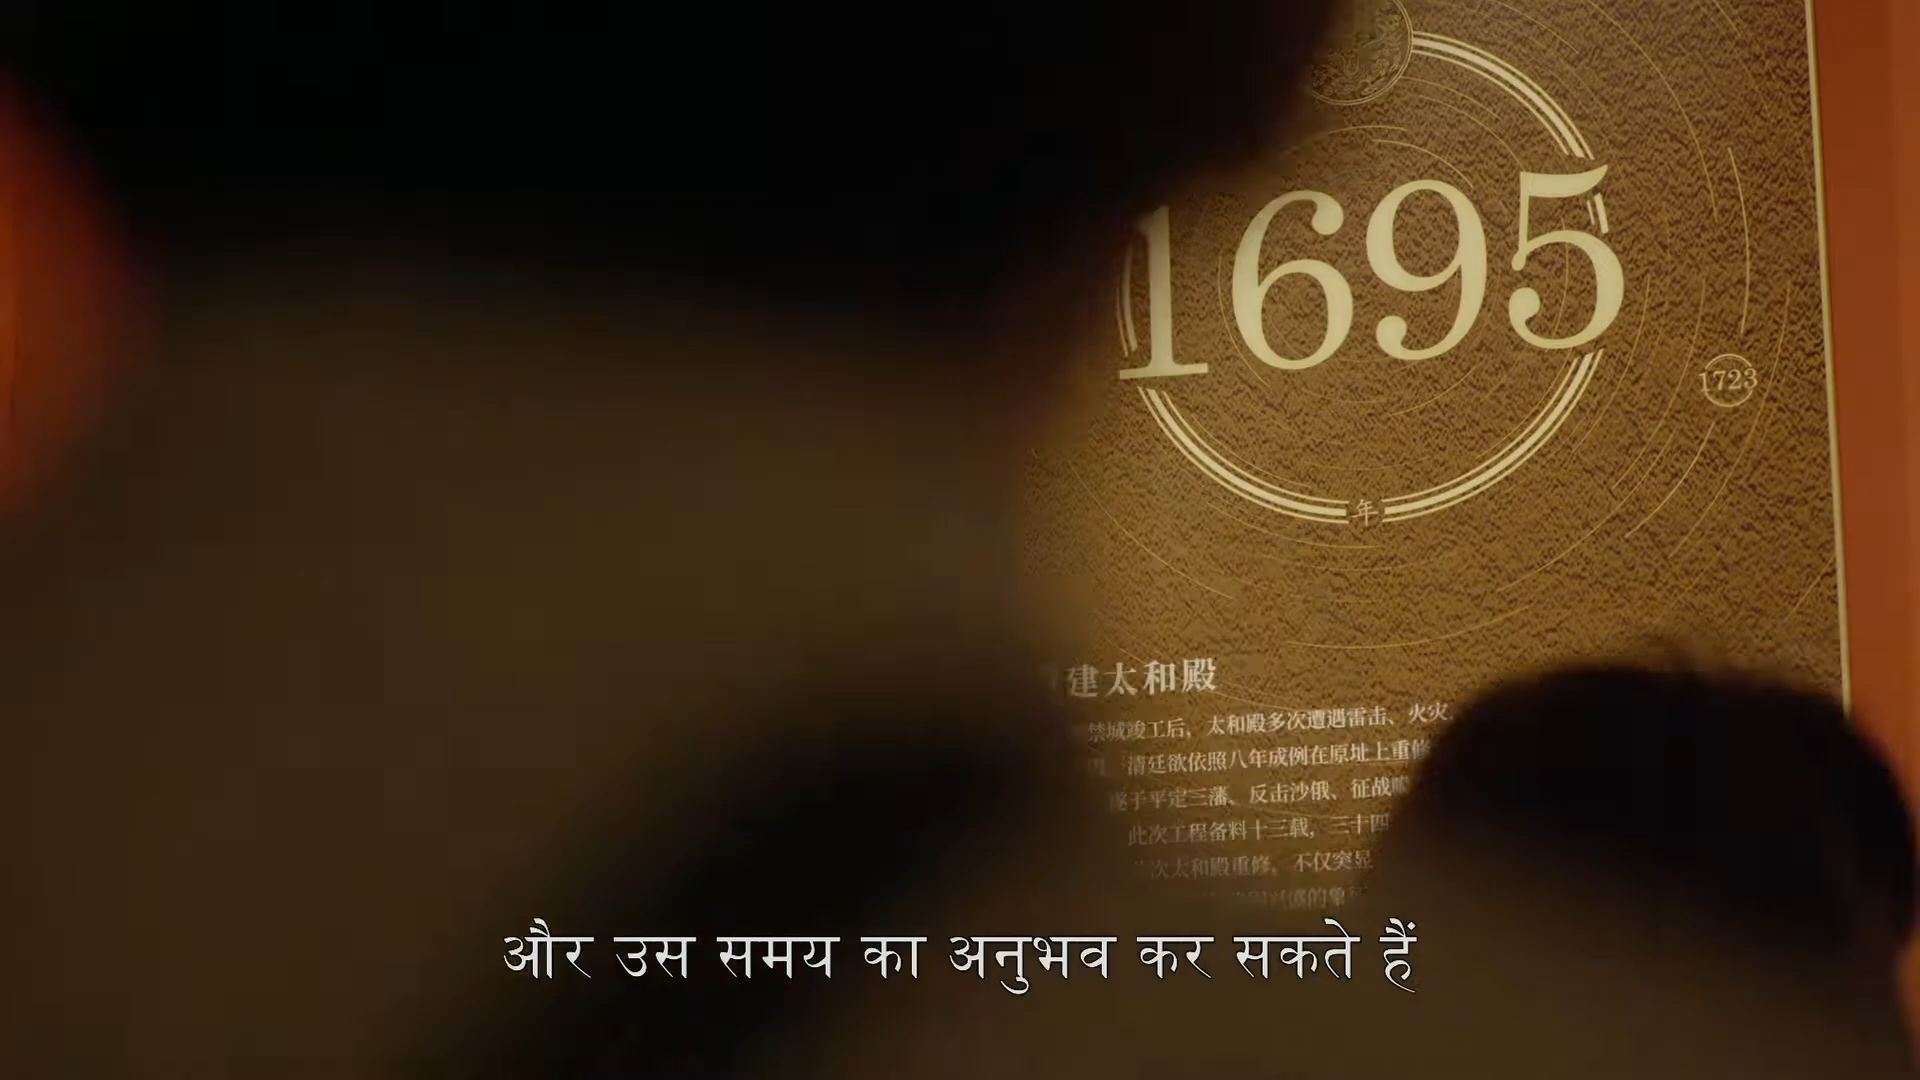 1695
1723
年
建太和殿
禁城竣工后，太和殿多次遭遇雷击、火灾
清廷欲依照八年成例在原址上重修
于平定三藩、反击沙俄、征战
此次工程备料十三载，三十四
次太和殿重修，不仅突显
的象
और उस समय का अनुभव कर सकते हैं